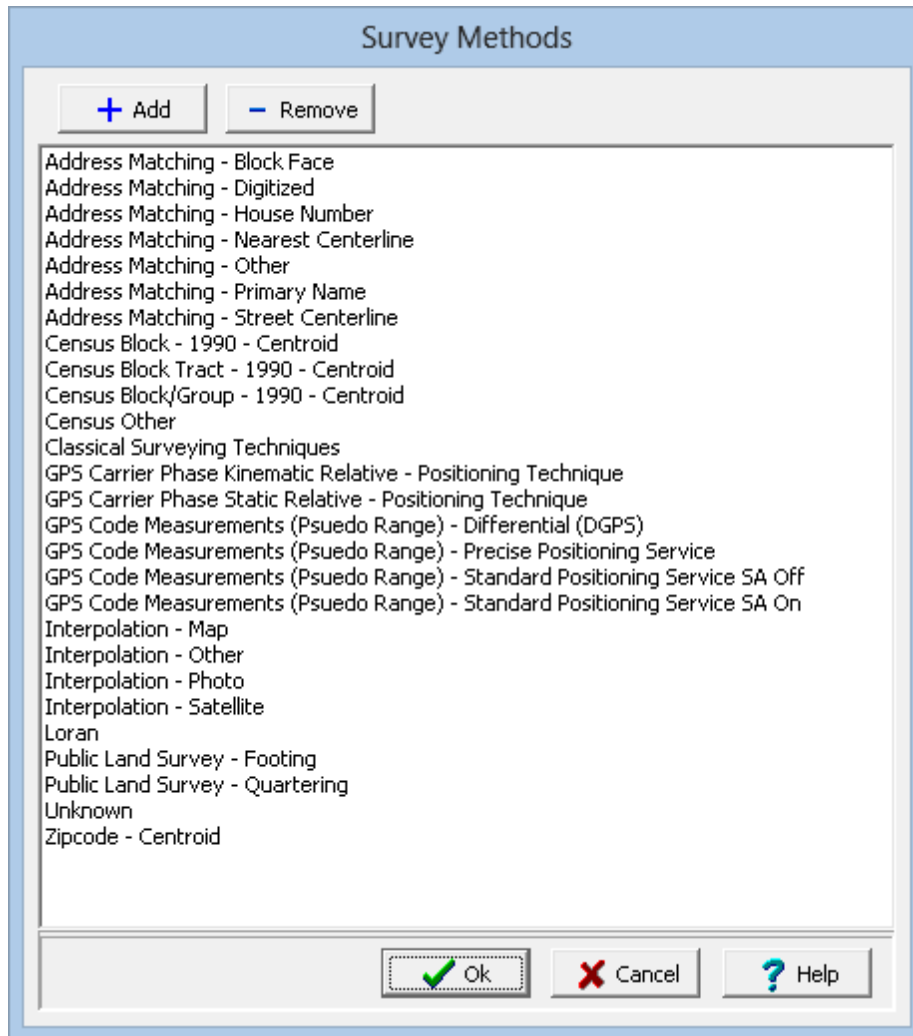 Survey Methods
Add
Remove
Address Matching - Block Face
Address Matching - Digitized
Address Matching - House Number
Address Matching - Nearest Centerline
Address Matching - Other
Address Matching - Primary Name
Address Matching - Street Centerline
Census Block - 1990 - Centroid
Census Block Tract - 1990 - Centroid
Census Block/Group - 1990 - Centroid
Census Other
Classical Surveying Techniques
GPS Carrier Phase Kinematic Relative - Positioning Technique
GPS Carrier Phase Static Relative - Positioning Technique
GPS Code Measurements (Psuedo Range) - Differential (DGPS)
GPS Code Measurements (Psuedo Range) - Precise Positioning Service
GPS Code Measurements (Psuedo Range) - Standard Positioning Service SA Off
GPS Code Measurements (Psuedo Range) - Standard Positioning Service SA On
Interpolation - Map
Interpolation - Other
Interpolation - Photo
Interpolation - Satellite
Loran
Public Land Survey - Footing
Public Land Survey - Quartering
Unknown
Zipcode - Centroid
Ok
Cancel
Help